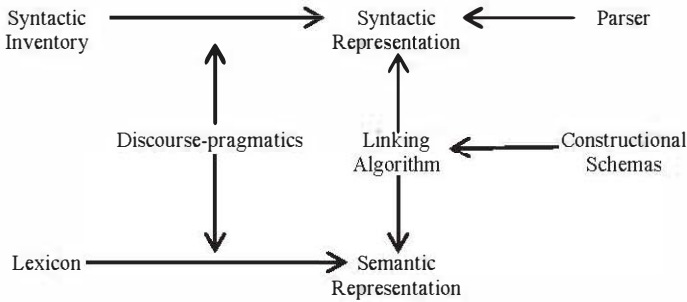 Syntactic
Inventory
Syntactic
Representation
Parser
Discourse-pragmatics
Linking
Algorithm
Constructional
Schemas
Lexicon
Semantic
Representation